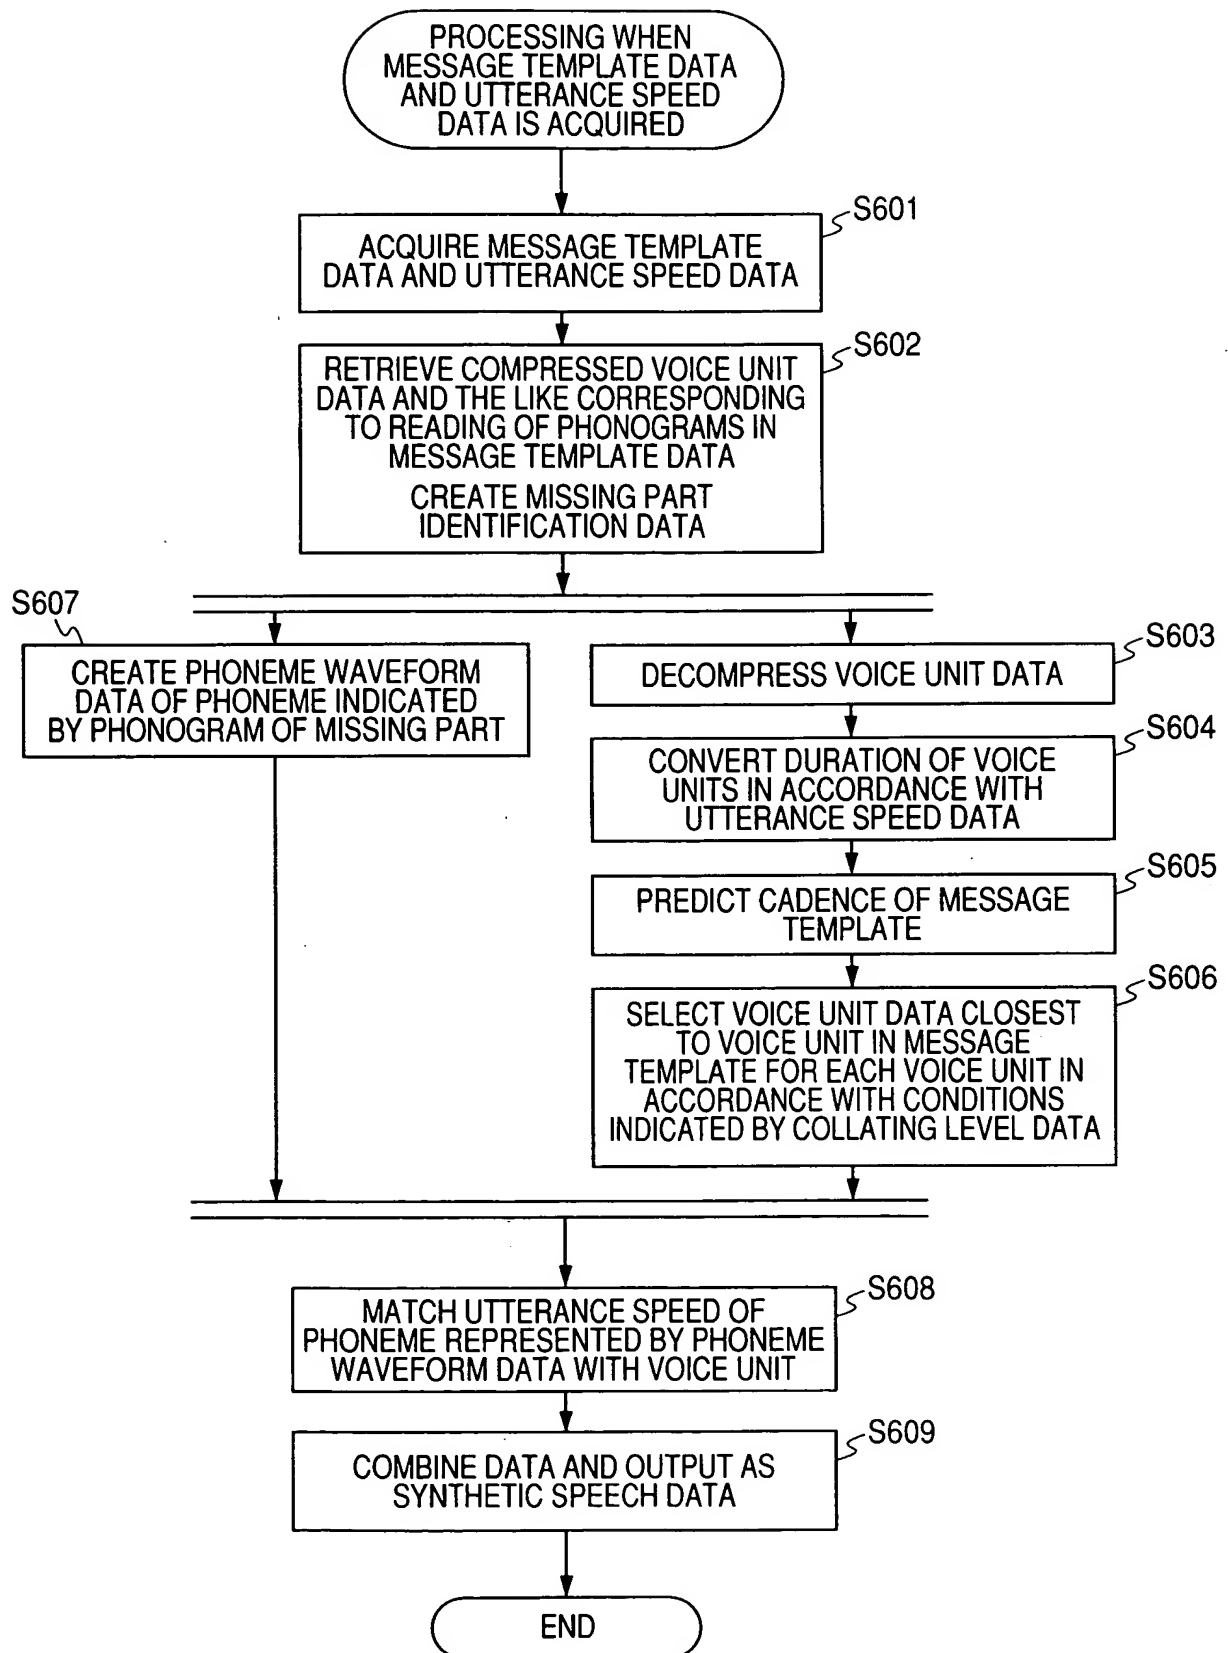 PROCESSING WHEN
MESSAGE TEMPLATE DATA
AND UTTERANCE SPEED
DATA IS ACQUIRED
S601
ACQUIRE MESSAGE TEMPLATE
DATA AND UTTERANCE SPEED DATA
S602
RETRIEVE COMPRESSED VOICE UNIT
DATA AND THE LIKE CORRESPONDING
TO READING OF PHONOGRAMS IN
MESSAGE TEMPLATE DATA
CREATE MISSING PART
IDENTIFICATION DATA
S607
CREATE PHONEME WAVEFORM
DATA OF PHONEME INDICATED
BY PHONOGRAM OF MISSING PART
S603
DECOMPRESS VOICE UNIT DATA
S604
CONVERT DURATION OF VOICE
UNITS IN ACCORDANCE WITH
UTTERANCE SPEED DATA
S605
PREDICT CADENCE OF MESSAGE
TEMPLATE
S606
SELECT VOICE UNIT DATA CLOSEST
TO VOICE UNIT IN MESSAGE
TEMPLATE FOR EACH VOICE UNIT IN
ACCORDANCE WITH CONDITIONS
INDICATED BY COLLATING LEVEL DATA
S608
MATCH UTTERANCE SPEED OF
PHONEME REPRESENTED BY PHONEME
WAVEFORM DATA WITH VOICE UNIT
S609
COMBINE DATA AND OUTPUT AS
SYNTHETIC SPEECH DATA
END